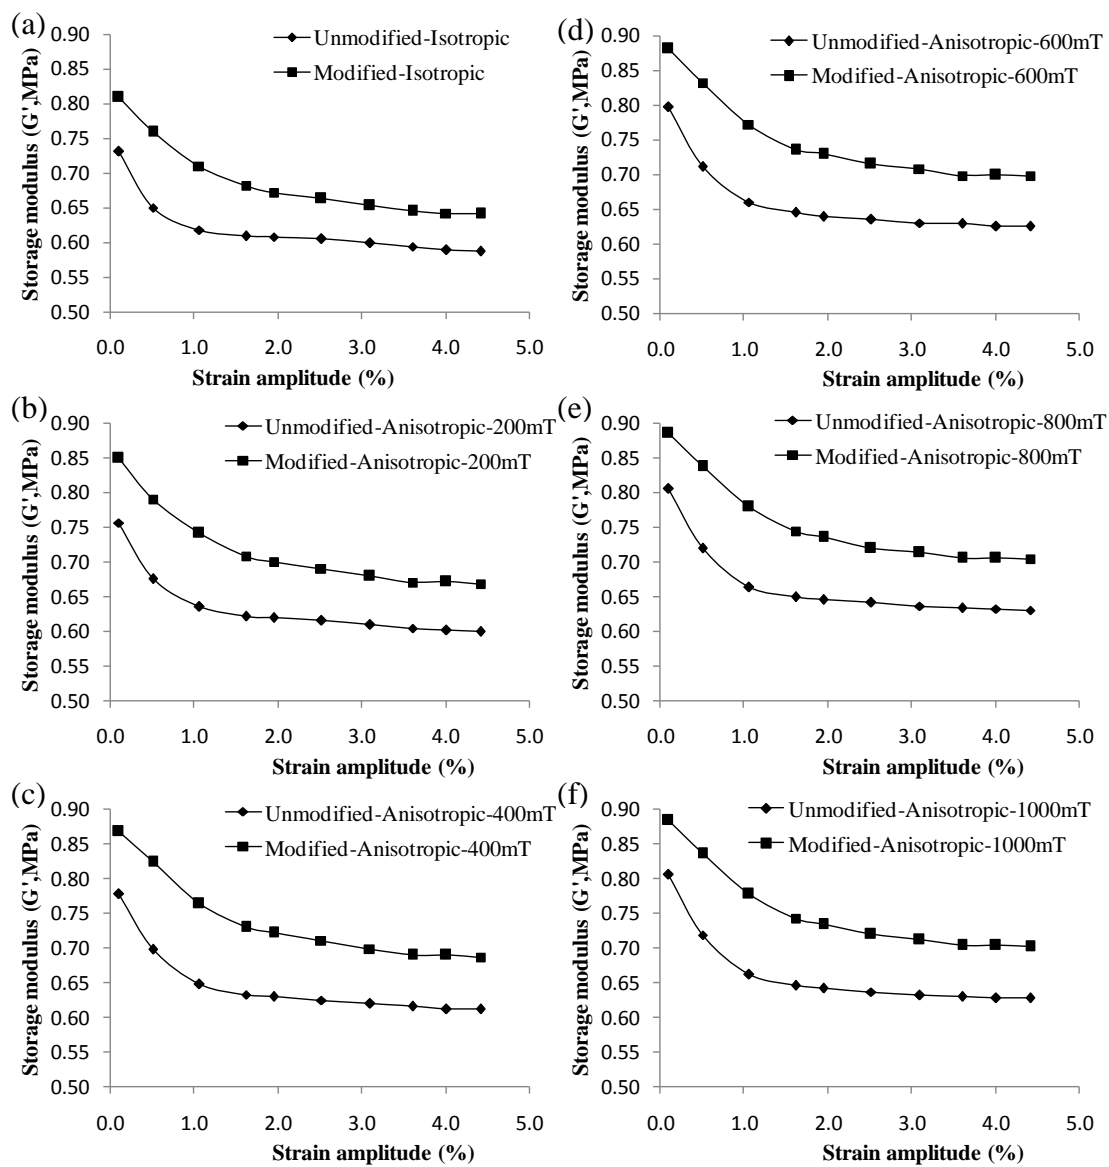 (a)
Unmodified-Isotropic
Modified-Isotropic
Storage modulus (G',MPa)
0.90
0.85
0.80
0.75
0.70
0.65
0.60
0.55
0.50
0.0 1.0 2.0 3.0 4.0 5.0
Strain amplitude (%)
(b)
Unmodified-Anisotropic-200mT
Modified-Anisotropic-200mT
Storage modulus (G',MPa)
0.90
0.85
0.80
0.75
0.70
0.65
0.60
0.55
0.50
0.0 1.0 2.0 3.0 4.0 5.0
Strain amplitude (%)
(c)
Unmodified-Anisotropic-400mT
Modified-Anisotropic-400mT
Storage modulus (G',MPa)
0.90
0.85
0.80
0.75
0.70
0.65
0.60
0.55
0.50
0.0 1.0 2.0 3.0 4.0 5.0
Strain amplitude (%)
(d)
Unmodified-Anisotropic-600mT
Modified-Anisotropic-600mT
Storage modulus (G',MPa)
0.90
0.85
0.80
0.75
0.70
0.65
0.60
0.55
0.50
0.0 1.0 2.0 3.0 4.0 5.0
Strain amplitude (%)
(e)
Unmodified-Anisotropic-800mT
Modified-Anisotropic-800mT
Storage modulus (G',MPa)
0.90
0.85
0.80
0.75
0.70
0.65
0.60
0.55
0.50
0.0 1.0 2.0 3.0 4.0 5.0
Strain amplitude (%)
(f)
Unmodified-Anisotropic-1000mT
Modified-Anisotropic-1000mT
Storage modulus (G',MPa)
0.90
0.85
0.80
0.75
0.70
0.65
0.60
0.55
0.50
0.0 1.0 2.0 3.0 4.0 5.0
Strain amplitude (%)